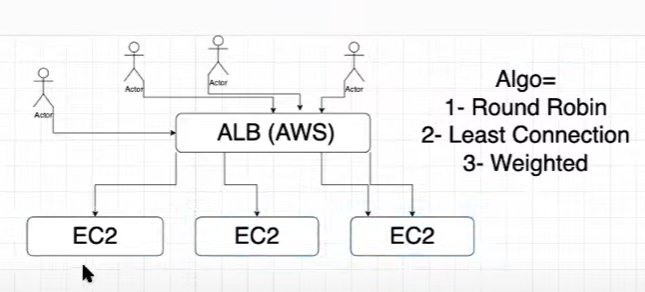 Actor
Actor
Actor
Actor
ALB (AWS)
Algo=
1- Round Robin
2- Least Connection
3- Weighted
EC2
EC2
EC2